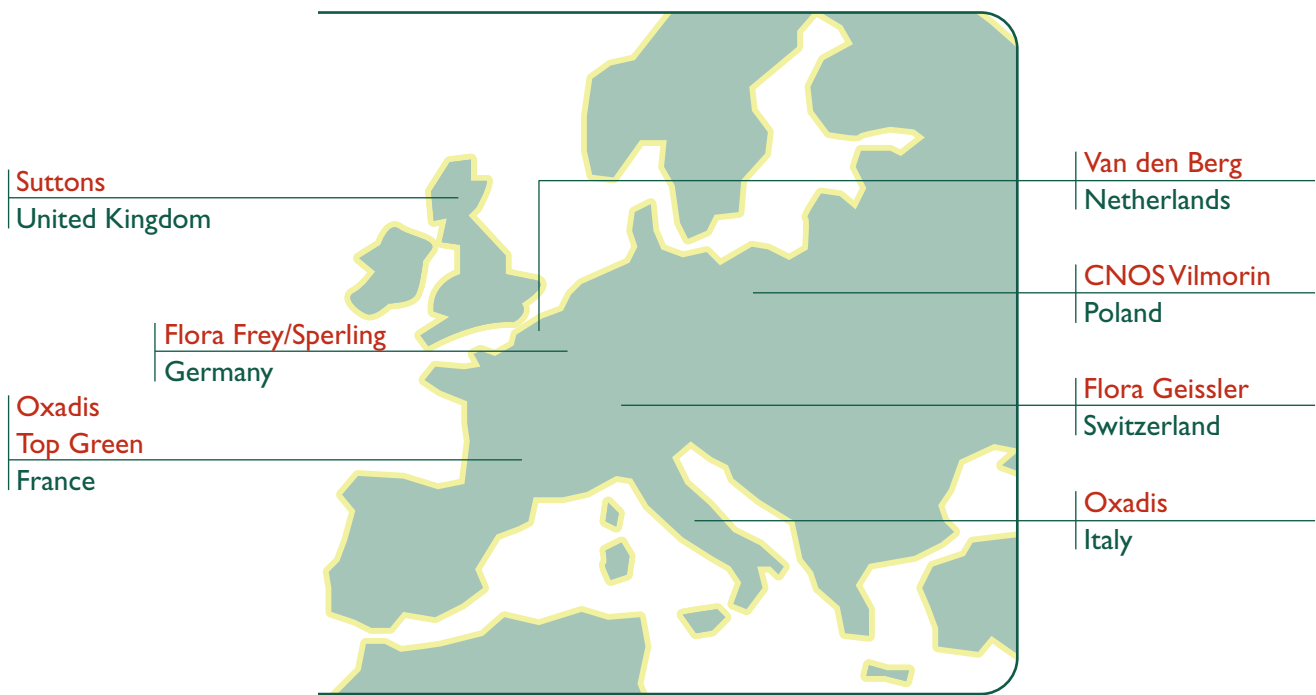 Suttons
United Kingdom
Flora Frey/Sperling
Germany
Oxadis
Top Green
France
Van den Berg
Netherlands
CNOS Vilmorin
Poland
Flora Geissler
Switzerland
Oxadis
Italy